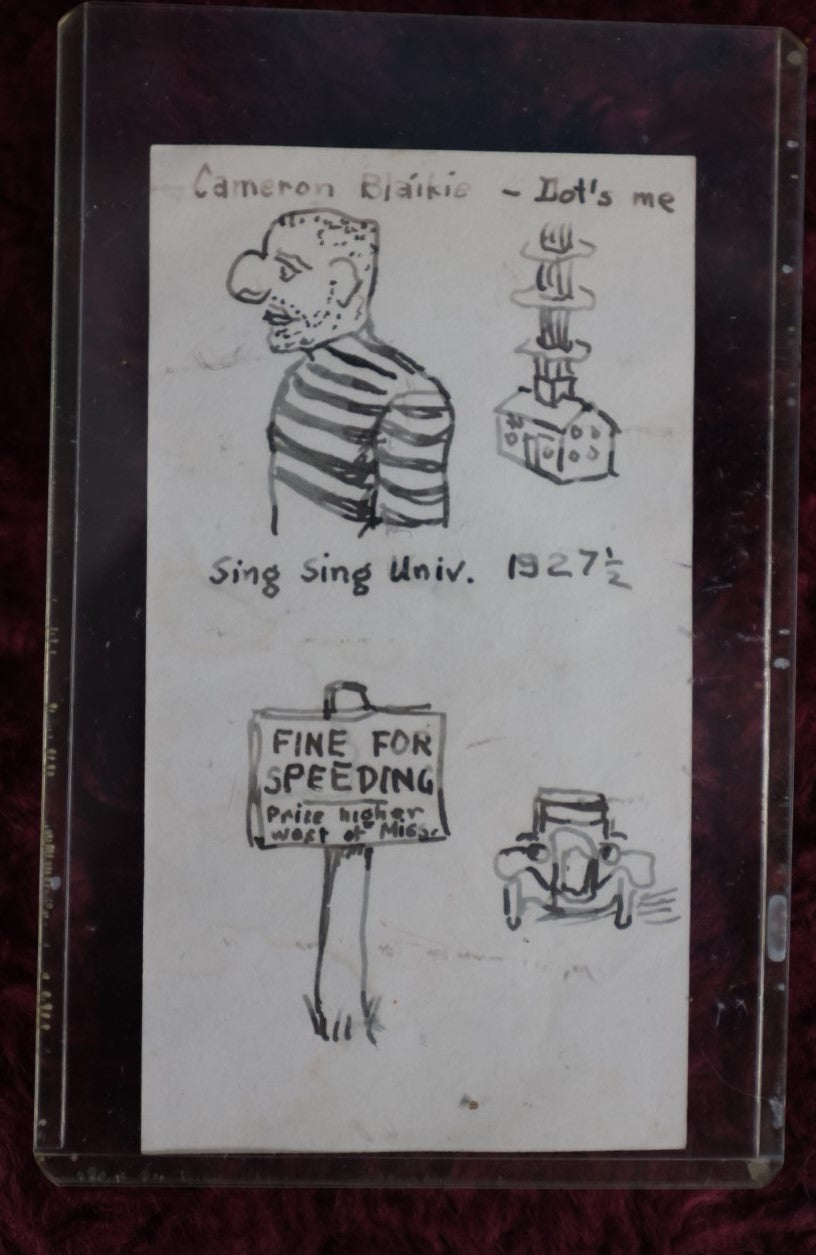 Cameron Blaikie - Dot's me
Sing Sing Univ. 1927½
FINE FOR
SPEEDING
Price higher
west of Miss.